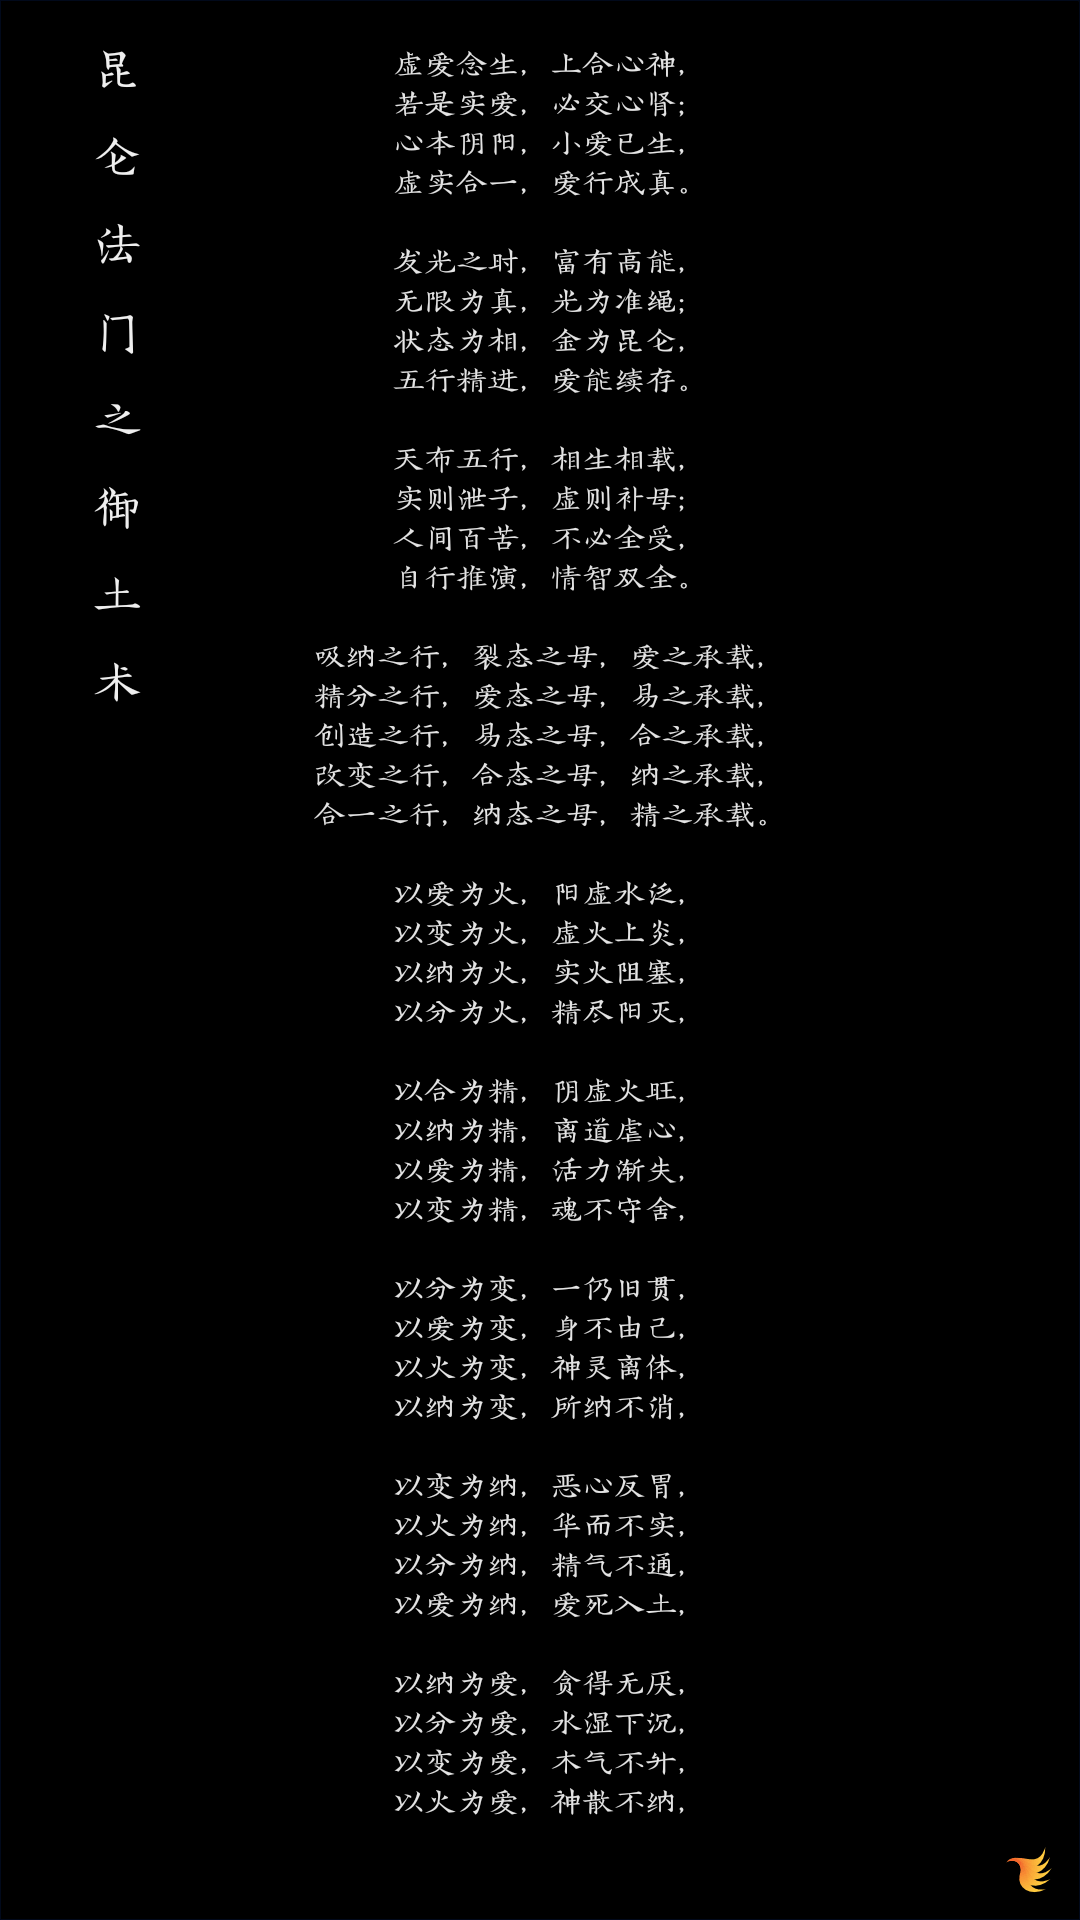 昆仑法门之御土术
虚爱念生，上合心神，
若是实爱，必交心肾；
心本阴阳，小爱已生，
虚实合一，爱行成真。
发光之时，富有高能，
无限为真，光为准绳；
状态为相，金为昆仑，
五行精进，爱能续存。
天布五行，相生相载，
实则泄子，虚则补母；
人间百苦，不必全受，
自行推演，情智双全。
吸纳之行，裂态之母，爱之承载，
精分之行，爱态之母，易之承载，
创造之行，易态之母，合之承载，
改变之行，合态之母，纳之承载，
合一之行，纳态之母，精之承载。
以爱为火，阳虚水泛，
以变为火，虚火上炎，
以纳为火，实火阻塞，
以分为火，精尽阳灭，
以合为精，阴虚火旺，
以纳为精，离道虐心，
以爱为精，活力渐失，
以变为精，魂不守舍，
以分为变，一仍旧贯，
以爱为变，身不由己，
以火为变，神灵离体，
以纳为变，所纳不消，
以变为纳，恶心反胃，
以火为纳，华而不实，
以分为纳，精气不通，
以爱为纳，爱死入土，
以纳为爱，贪得无厌，
以分为爱，水湿下沉，
以变为爱，木气不升，
以火为爱，神散不纳，